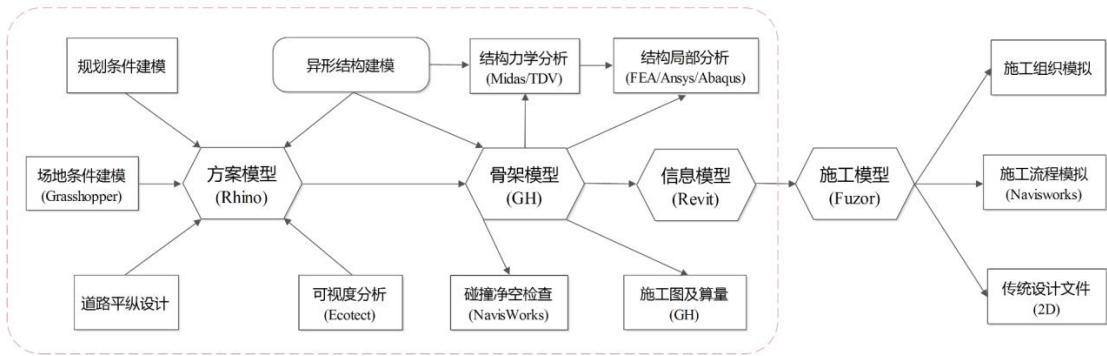 规划条件建模
异形结构建模
结构力学分析
(Midas/TDV)
结构局部分析
(FEA/Ansys/Abaqus)
施工组织模拟
场地条件建模
(Grasshopper)
方案模型
(Rhino)
骨架模型
(GH)
信息模型
(Revit)
施工模型
(Fuzor)
施工流程模拟
(Navisworks)
道路平纵设计
可视度分析
(Ecotect)
碰撞净空检查
(NavisWorks)
施工图及算量
(GH)
传统设计文件
(2D)